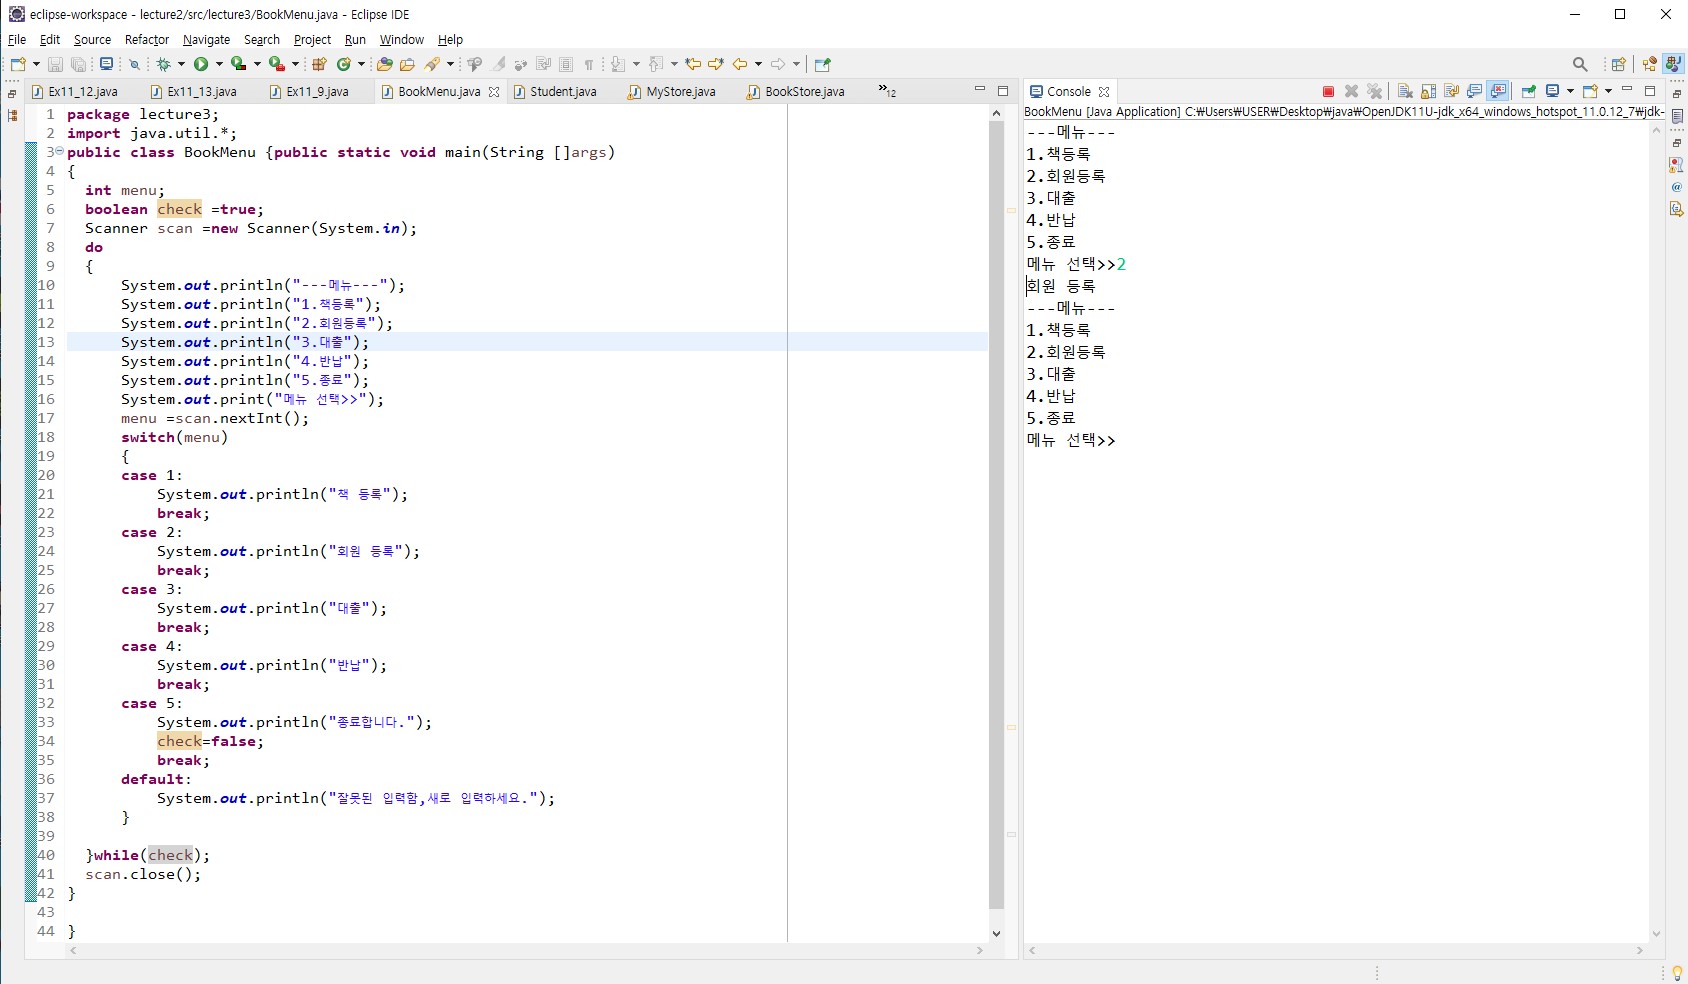 eclipse-workspace - lecture2/src/lecture3/BookMenu.java - Eclipse IDE
File Edit Source Refactor Navigate Search Project Run Window Help
Ex11_12.java Ex11_13.java Ex11_9.java BookMenu.java Student.java MyStore.java BookStore.java »12
1 package lecture3;
2 import java.util.*;
3 public class BookMenu {public static void main(String []args)
4 {
5 int menu;
6 boolean check =true;
7 Scanner scan =new Scanner(System.in);
8 do
9 {
10 System.out.println("---메뉴---");
11 System.out.println("1.책등록");
12 System.out.println("2.회원등록");
13 System.out.println("3.대출");
14 System.out.println("4.반납");
15 System.out.println("5.종료");
16 System.out.print("메뉴 선택>>");
17 menu =scan.nextInt();
18 switch(menu)
19 {
20 case 1:
21 System.out.println("책 등록");
22 break;
23 case 2:
24 System.out.println("회원 등록");
25 break;
26 case 3:
27 System.out.println("대출");
28 break;
29 case 4:
30 System.out.println("반납");
31 break;
32 case 5:
33 System.out.println("종료합니다.");
34 check=false;
35 break;
36 default:
37 System.out.println("잘못된 입력함,새로 입력하세요.");
38 }
39
40 }while(check);
41 scan.close();
42 }
43
44 }
Console
BookMenu [Java Application] C:₩Users₩USER₩Desktop₩java₩OpenJDK11U-jdk_x64_windows_hotspot_11.0.12_7₩jdk-
---메뉴---
1.책등록
2.회원등록
3.대출
4.반납
5.종료
메뉴 선택>>2
회원 등록
---메뉴---
1.책등록
2.회원등록
3.대출
4.반납
5.종료
메뉴 선택>>